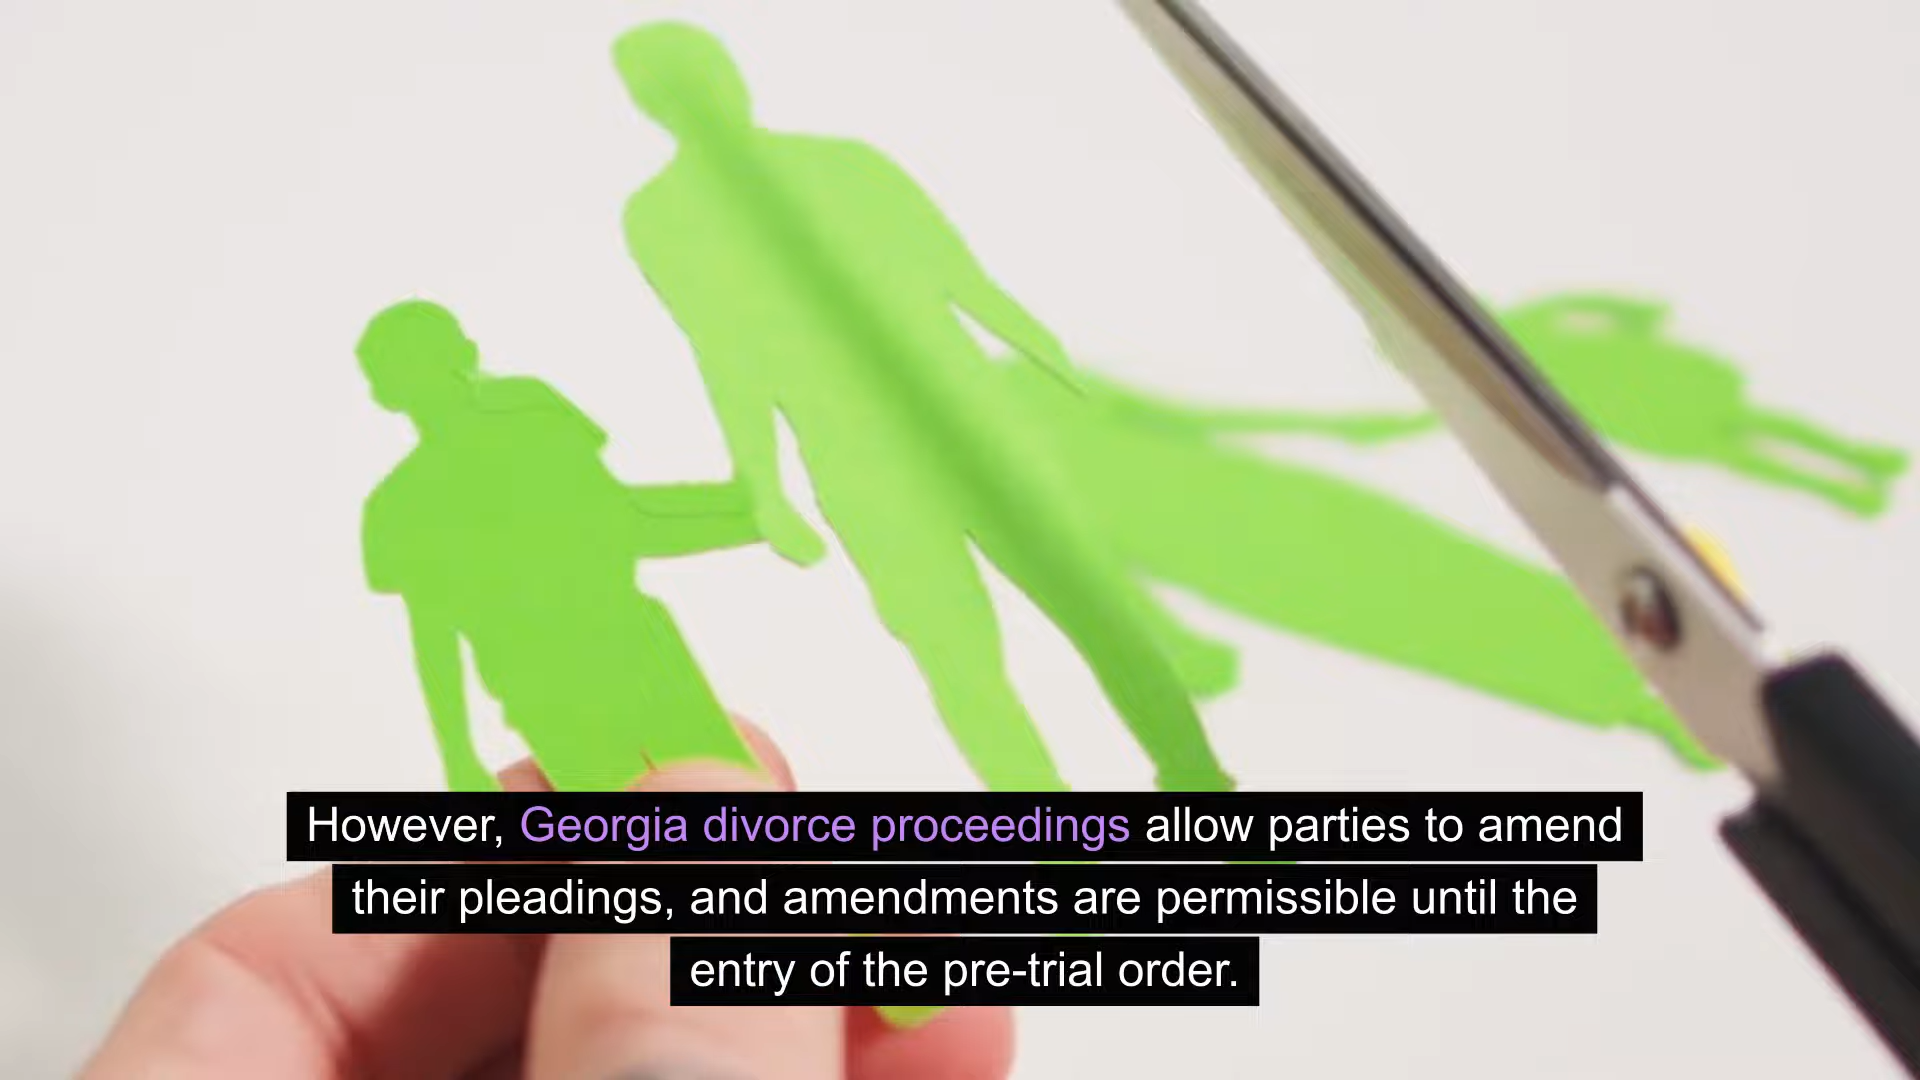 However, Georgia divorce proceedings allow parties to amend
their pleadings, and amendments are permissible until the
entry of the pre-trial order.